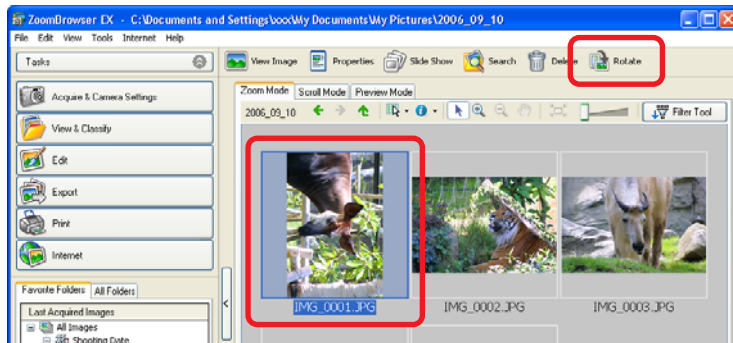 ZoomBrowser EX - C:\Documents and Settings\xxx\My Documents\My Pictures\2006_09_10
File Edit View Tools Internet Help
Tasks
View Image Properties Slide Show Search Delete Rotate
Acquire & Camera Settings
View & Classify
Edit
Export
Print
Internet
Zoom Mode Scroll Mode Preview Mode
2006_09_10 Filter Tool
IMG_0001.JPG IMG_0002.JPG IMG_0003.JPG
Favorite Folders All Folders
Last Acquired Images
All Images
Shooting Date